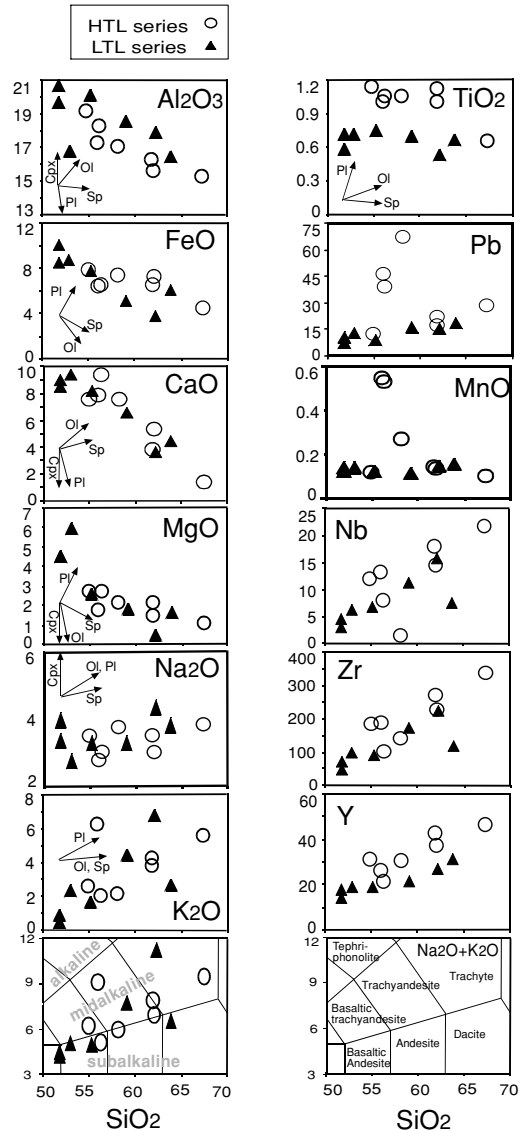 HTL series
LTL series
Al2O3
21
19
17
15
13
Cpx
Ol
Sp
Pl
TiO2
1.2
0.9
0.6
0.3
0
Pl
Ol
Sp
FeO
12
8
4
0
Pl
Sp
Ol
Pb
75
60
45
30
15
0
CaO
10
8
6
4
2
0
Ol
Sp
Cpx
Pl
MnO
0.6
0.4
0.2
0
MgO
7
6
5
4
3
2
1
0
Pl
Sp
Cpx
Ol
Nb
25
20
15
10
5
0
Na2O
6
4
2
Cpx
Ol, Pl
Sp
Zr
400
300
200
100
0
K2O
8
6
4
2
0
Pl
Ol, Sp
Y
60
40
20
0
12
9
6
3
alkaline
midalkaline
subalkaline
50 55 60 65 70
SiO2
12
9
6
3
Na2O+K2O
Tephri-
phonolite
Trachyandesite
Trachyte
Basaltic
trachyandesite
Basaltic
Andesite
Andesite
Dacite
50 55 60 65 70
SiO2